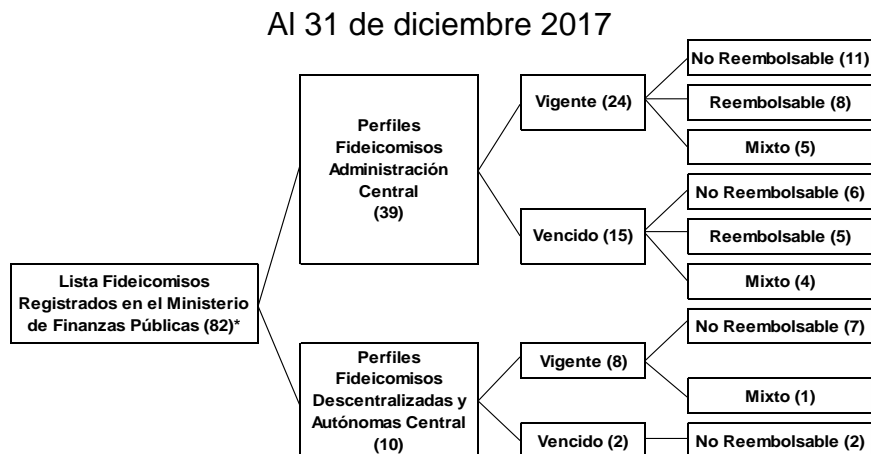 Al 31 de diciembre 2017
Lista Fideicomisos
Registrados en el Ministerio
de Finanzas Públicas (82)*
Perfiles
Fideicomisos
Administración
Central
(39)
Vigente (24)
No Reembolsable (11)
Reembolsable (8)
Mixto (5)
Vencido (15)
No Reembolsable (6)
Reembolsable (5)
Mixto (4)
Perfiles
Fideicomisos
Descentralizadas y
Autónomas Central
(10)
Vigente (8)
No Reembolsable (7)
Mixto (1)
Vencido (2)
No Reembolsable (2)